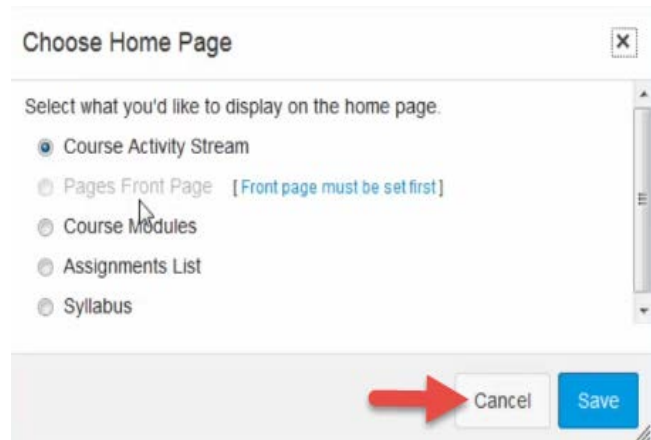 Choose Home Page
Select what you'd like to display on the home page.
Course Activity Stream
Pages Front Page [Front page must be set first]
Course Modules
Assignments List
Syllabus
Cancel Save